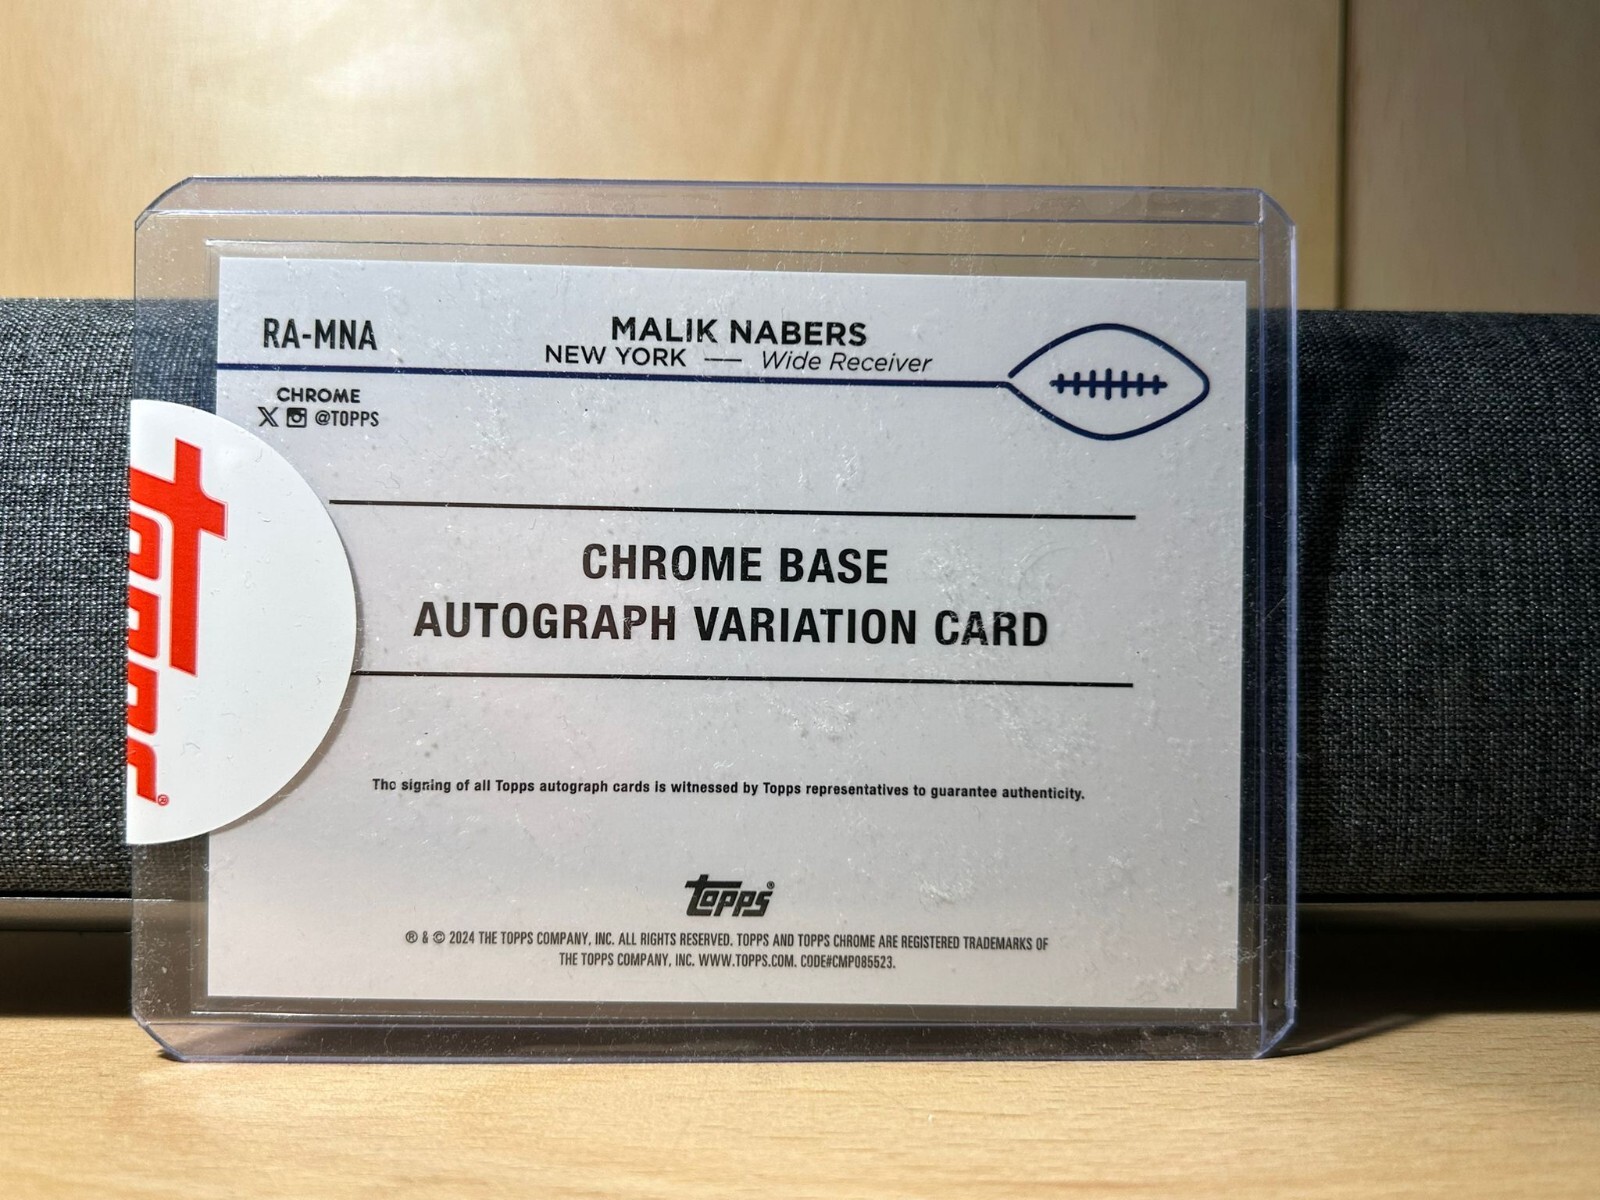 RA-MNA
MALIK NABERS
NEW YORK — Wide Receiver
CHROME
X @TOPPS
Topps®
CHROME BASE
AUTOGRAPH VARIATION CARD
The signing of all Topps autograph cards is witnessed by Topps representatives to guarantee authenticity.
Topps®
® & © 2024 THE TOPPS COMPANY, INC. ALL RIGHTS RESERVED. TOPPS AND TOPPS CHROME ARE REGISTERED TRADEMARKS OF
THE TOPPS COMPANY, INC. WWW.TOPPS.COM. CODE#CMP085523.